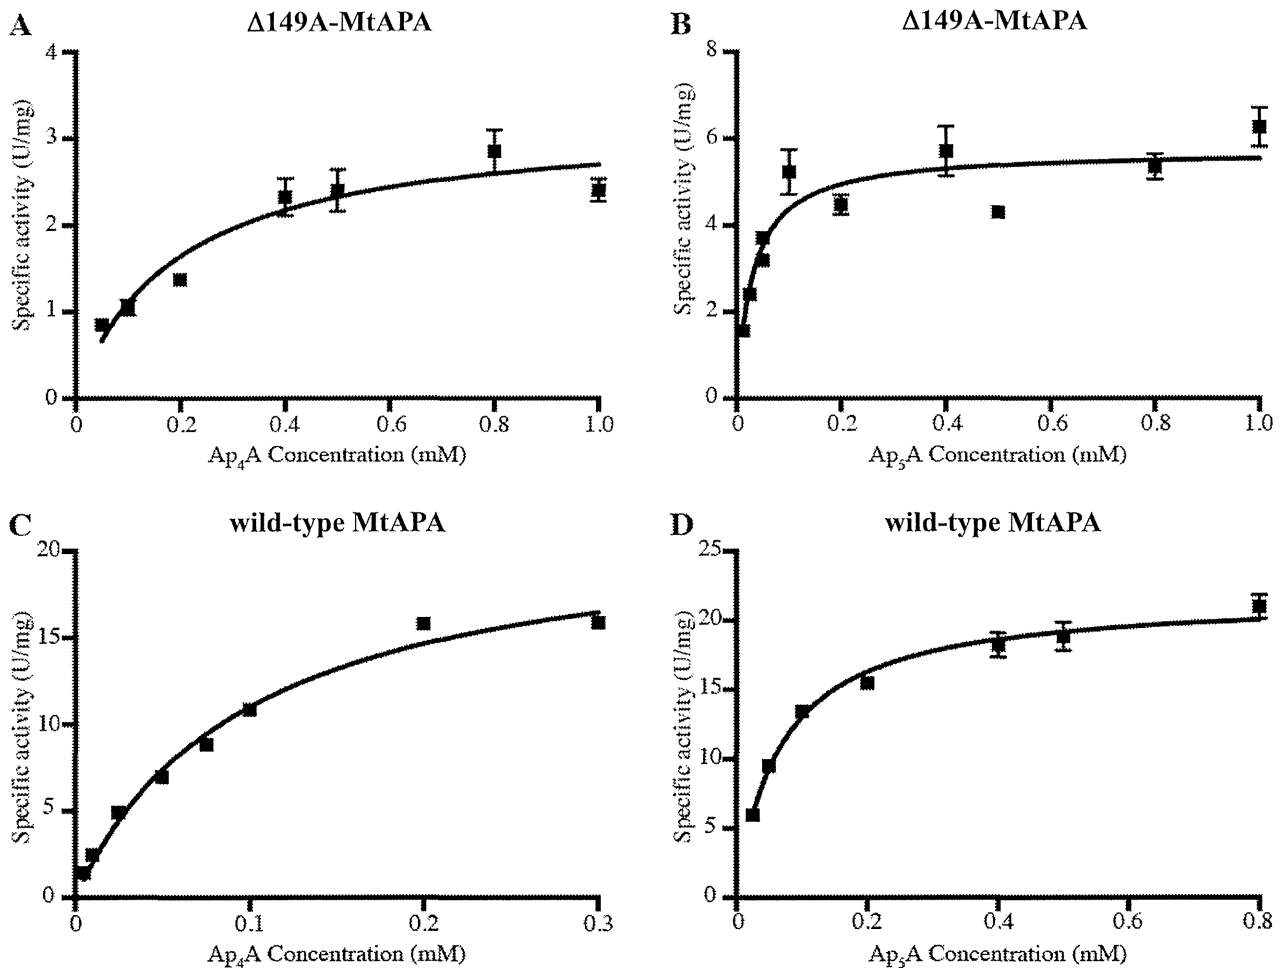 A
Δ149A-MtAPA
Specific activity (U/mg)
4
3
2
1
0
0 0.2 0.4 0.6 0.8 1.0
Ap4A Concentration (mM)
B
Δ149A-MtAPA
Specific activity (U/mg)
8
6
4
2
0
0 0.2 0.4 0.6 0.8 1.0
Ap5A Concentration (mM)
C
wild-type MtAPA
Specific activity (U/mg)
20
15
10
5
0
0 0.1 0.2 0.3
Ap4A Concentration (mM)
D
wild-type MtAPA
Specific activity (U/mg)
25
20
15
10
5
0
0 0.2 0.4 0.6 0.8
Ap5A Concentration (mM)